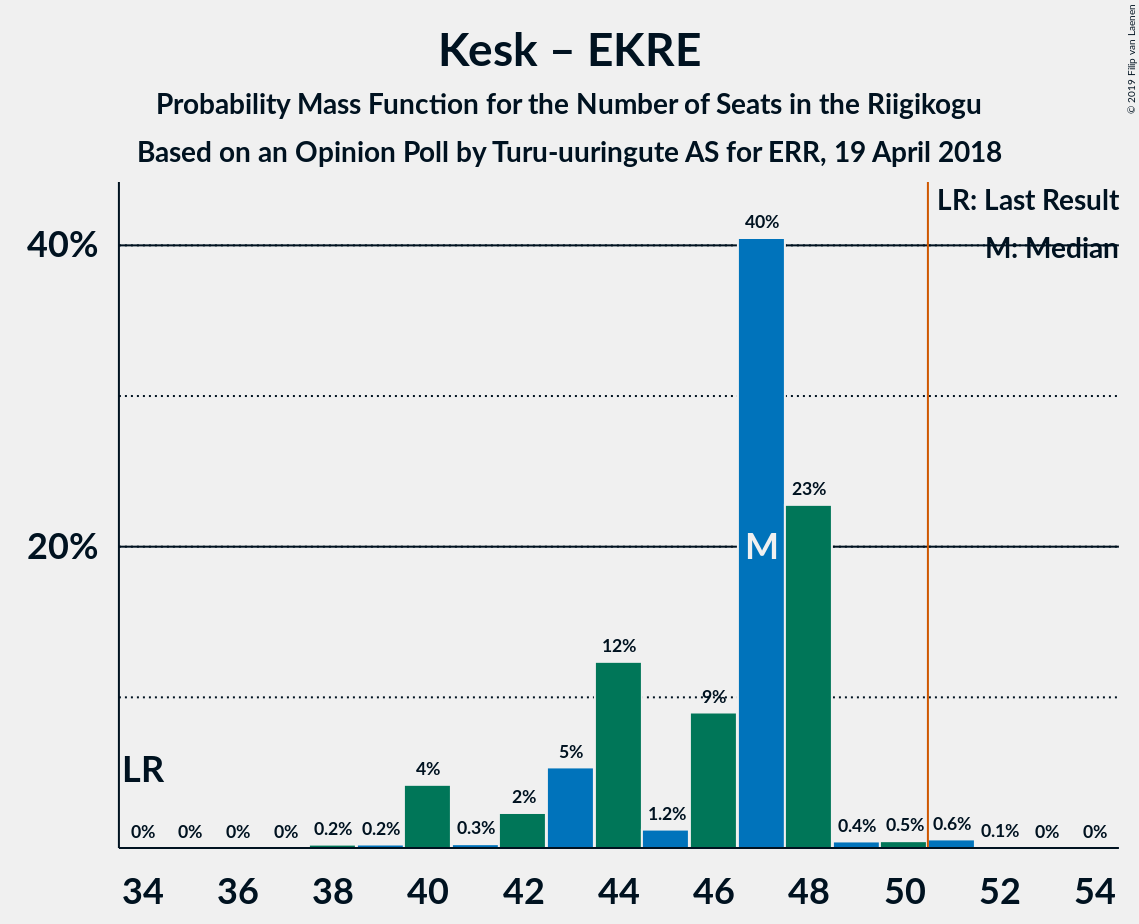 Kesk – EKRE
Probability Mass Function for the Number of Seats in the Riigikogu
Based on an Opinion Poll by Turu-uuringute AS for ERR, 19 April 2018
© 2019 Filip van Laenen
LR: Last Result
M: Median
40%
20%
LR
M
0% 0% 0% 0% 0.2% 0.2% 4% 0.3% 2% 5% 12% 1.2% 9% 40% 23% 0.4% 0.5% 0.6% 0.1% 0% 0%
34 36 38 40 42 44 46 48 50 52 54